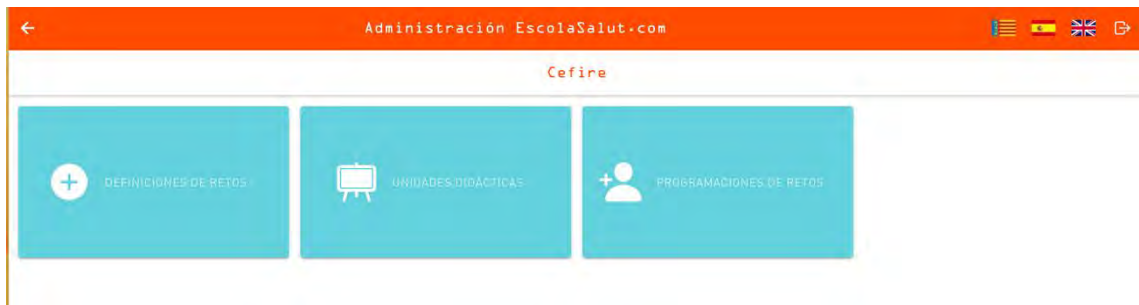 Administración EscolaSalut.com
Cefire
DEFINICIONES DE RETOS
UNIDADES DIDÁCTICAS
PROGRAMACIONES DE RETOS